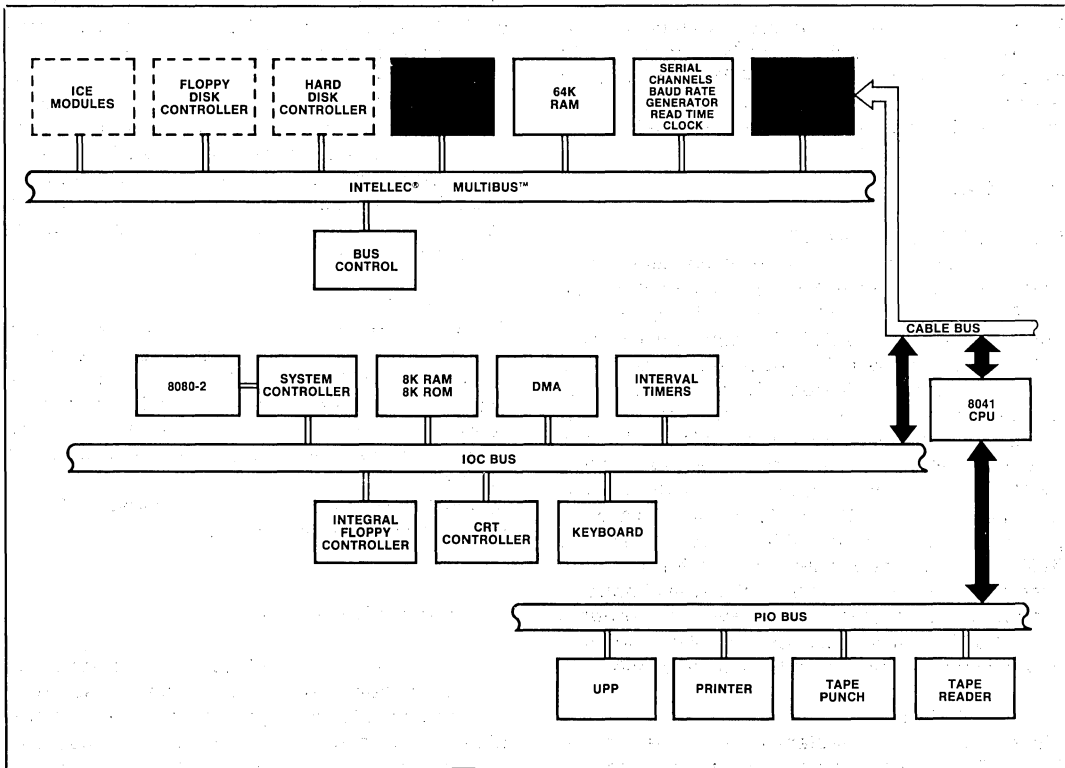 ICE
MODULES
FLOPPY
DISK
CONTROLLER
HARD
DISK
CONTROLLER
64K
RAM
SERIAL
CHANNELS
BAUD RATE
GENERATOR
READ TIME
CLOCK
INTELLEC® MULTIBUS™
BUS
CONTROL
CABLE BUS
8080-2
SYSTEM
CONTROLLER
8K RAM
8K ROM
DMA
INTERVAL
TIMERS
8041
CPU
IOC BUS
INTEGRAL
FLOPPY
CONTROLLER
CRT
CONTROLLER
KEYBOARD
PIO BUS
UPP
PRINTER
TAPE
PUNCH
TAPE
READER